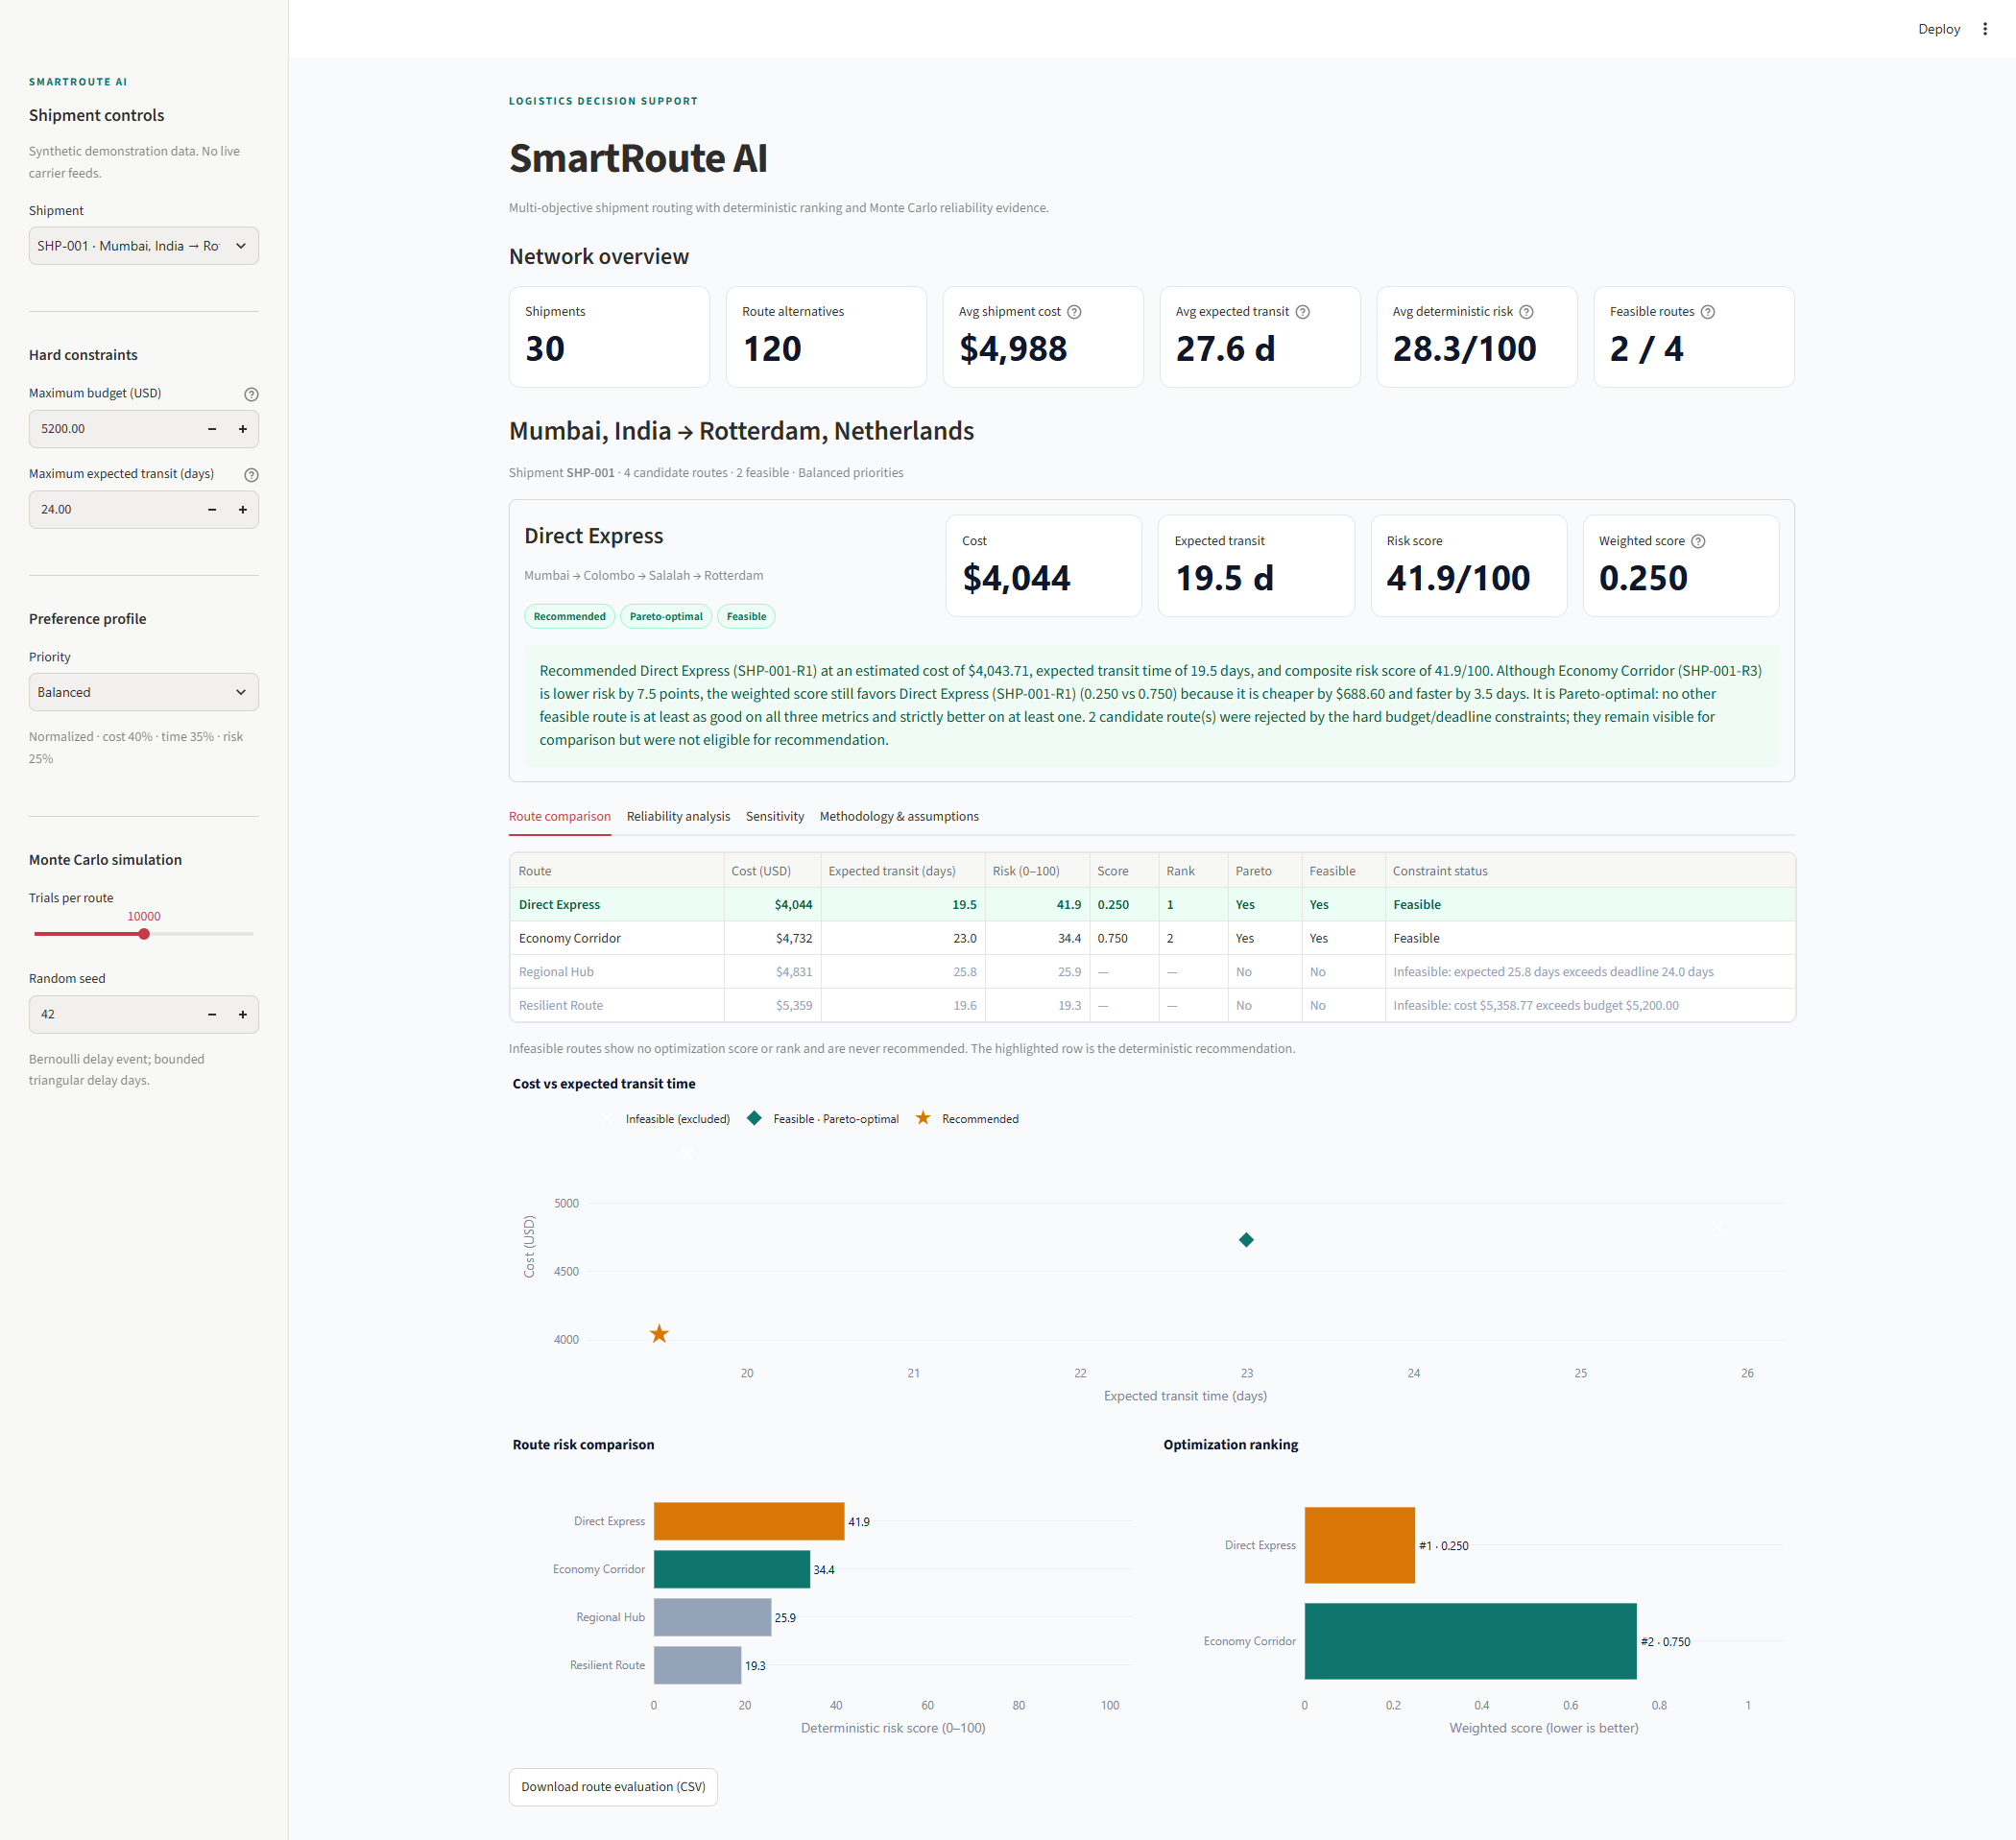 Deploy
SMARTROUTE AI
Shipment controls
Synthetic demonstration data. No live
carrier feeds.
Shipment
SHP-001 · Mumbai, India → Ro
Hard constraints
Maximum budget (USD)
5200.00
Maximum expected transit (days)
24.00
Preference profile
Priority
Balanced
Normalized · cost 40% · time 35% · risk
25%
Monte Carlo simulation
Trials per route
10000
Random seed
42
Bernoulli delay event; bounded
triangular delay days.
LOGISTICS DECISION SUPPORT
SmartRoute AI
Multi-objective shipment routing with deterministic ranking and Monte Carlo reliability evidence.
Network overview
Shipments
30
Route alternatives
120
Avg shipment cost
$4,988
Avg expected transit
27.6 d
Avg deterministic risk
28.3/100
Feasible routes
2 / 4
Mumbai, India → Rotterdam, Netherlands
Shipment SHP-001 · 4 candidate routes · 2 feasible · Balanced priorities
Direct Express
Mumbai → Colombo → Salalah → Rotterdam
Recommended Pareto-optimal Feasible
Cost
$4,044
Expected transit
19.5 d
Risk score
41.9/100
Weighted score
0.250
Recommended Direct Express (SHP-001-R1) at an estimated cost of $4,043.71, expected transit time of 19.5 days, and composite risk score of 41.9/100. Although Economy Corridor (SHP-001-R3)
is lower risk by 7.5 points, the weighted score still favors Direct Express (SHP-001-R1) (0.250 vs 0.750) because it is cheaper by $688.60 and faster by 3.5 days. It is Pareto-optimal: no other
feasible route is at least as good on all three metrics and strictly better on at least one. 2 candidate route(s) were rejected by the hard budget/deadline constraints; they remain visible for
comparison but were not eligible for recommendation.
Route comparison Reliability analysis Sensitivity Methodology & assumptions
Route Cost (USD) Expected transit (days) Risk (0–100) Score Rank Pareto Feasible Constraint status
Direct Express $4,044 19.5 41.9 0.250 1 Yes Yes Feasible
Economy Corridor $4,732 23.0 34.4 0.750 2 Yes Yes Feasible
Regional Hub $4,831 25.8 25.9 — — No No Infeasible: expected 25.8 days exceeds deadline 24.0 days
Resilient Route $5,359 19.6 19.3 — — No No Infeasible: cost $5,358.77 exceeds budget $5,200.00
Infeasible routes show no optimization score or rank and are never recommended. The highlighted row is the deterministic recommendation.
Cost vs expected transit time
Infeasible (excluded) Feasible · Pareto-optimal Recommended
Cost (USD)
5000
4500
4000
20 21 22 23 24 25 26
Expected transit time (days)
Route risk comparison
Direct Express 41.9
Economy Corridor 34.4
Regional Hub 25.9
Resilient Route 19.3
0 20 40 60 80 100
Deterministic risk score (0–100)
Optimization ranking
Direct Express #1 · 0.250
Economy Corridor #2 · 0.750
0 0.2 0.4 0.6 0.8 1
Weighted score (lower is better)
Download route evaluation (CSV)